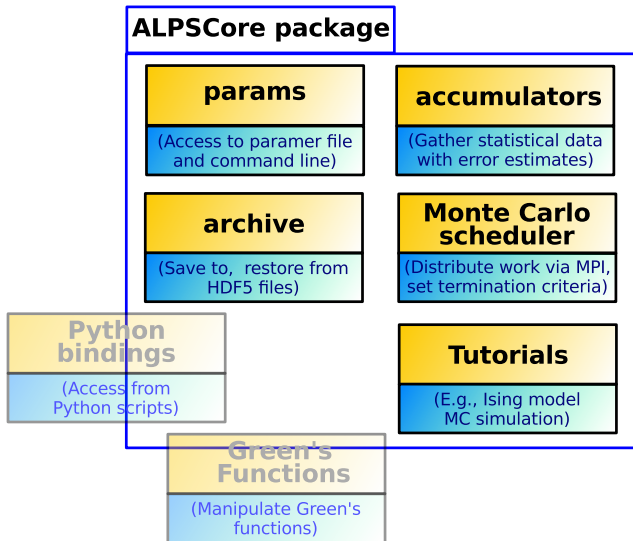 ALPSCore package
params
(Access to paramer file
and command line)
accumulators
(Gather statistical data
with error estimates)
archive
(Save to, restore from
HDF5 files)
Monte Carlo
scheduler
(Distribute work via MPI,
set termination criteria)
Python
bindings
(Access from
Python scripts)
Tutorials
(E.g., Ising model
MC simulation)
Green's
Functions
(Manipulate Green's
functions)